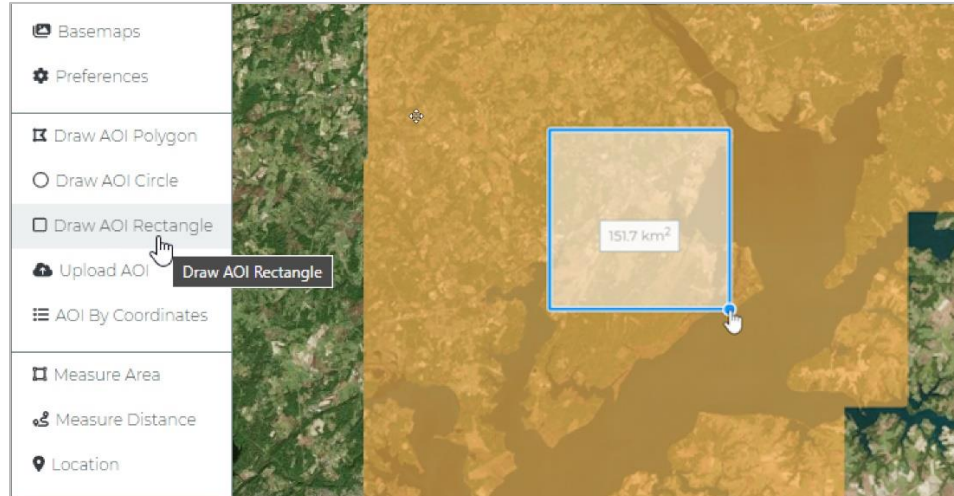 Basemaps
Preferences
Draw AOI Polygon
Draw AOI Circle
Draw AOI Rectangle
Upload AOI
Draw AOI Rectangle
AOI By Coordinates
Measure Area
Measure Distance
Location
151.7 km²